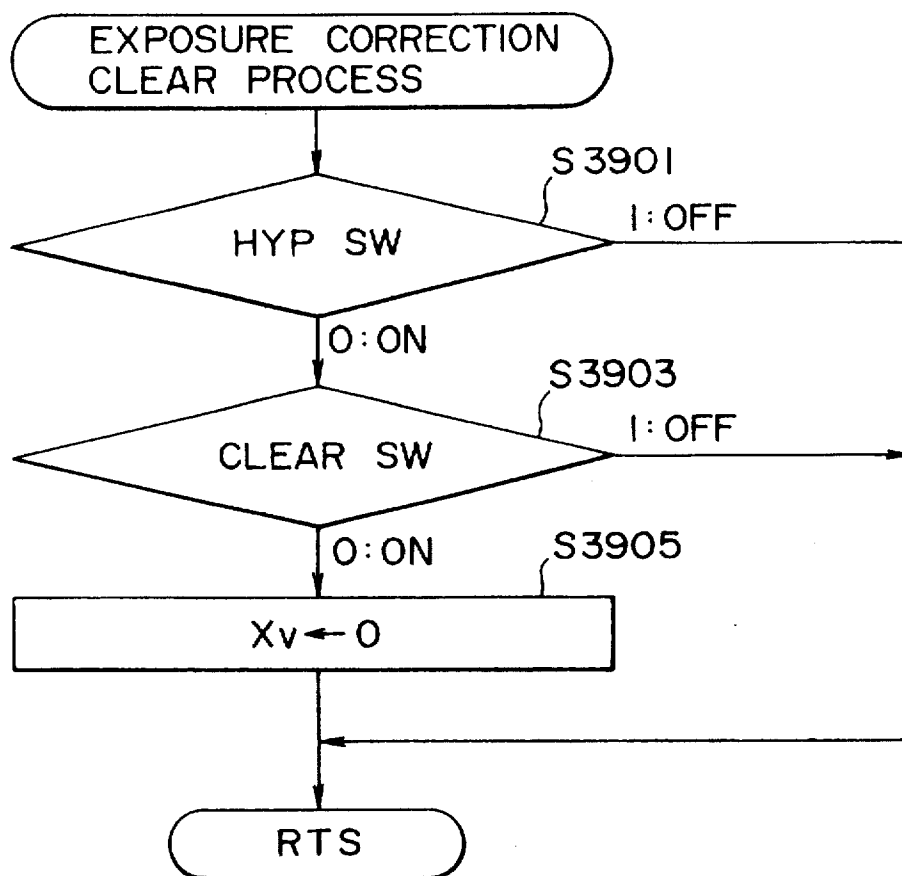 EXPOSURE CORRECTION
CLEAR PROCESS
S3901
1:OFF
HYP SW
0:ON
S3903
1:OFF
CLEAR SW
0:ON
S3905
Xv←0
RTS